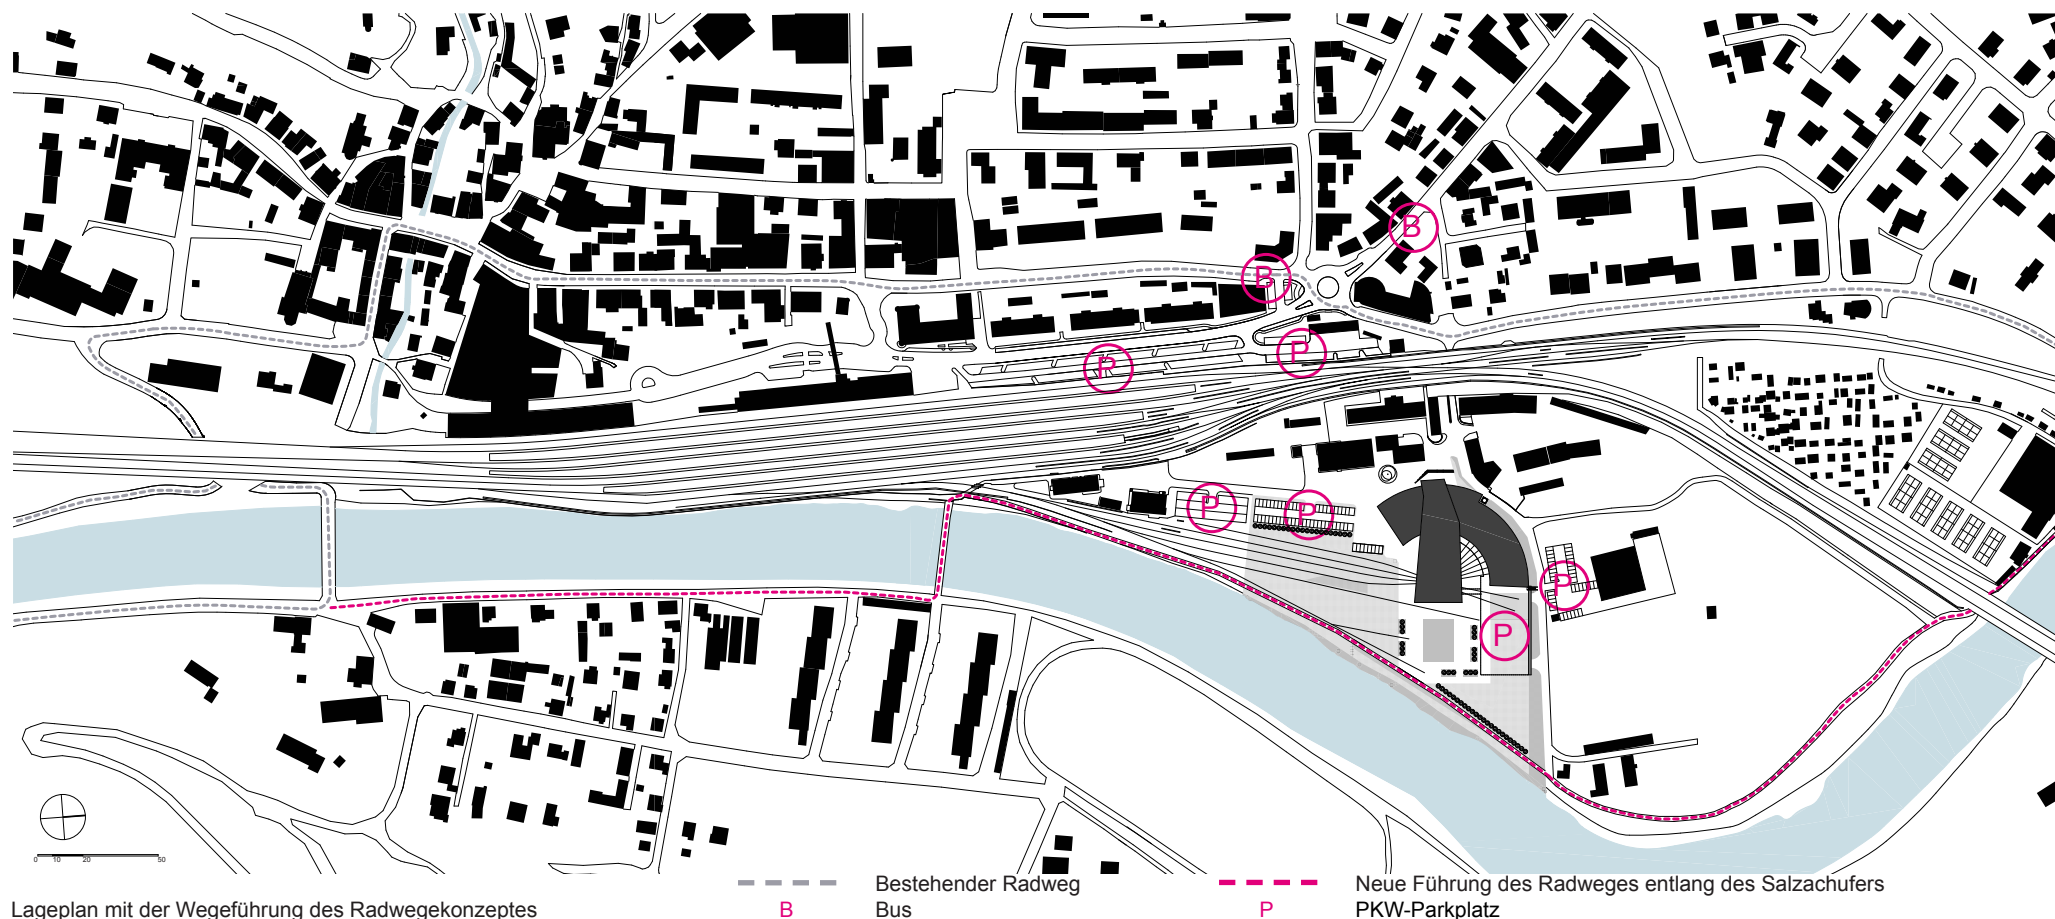 B
B
P
P
P
P
P
P
0 10 20 50
Bestehender Radweg
Neue Führung des Radweges entlang des Salzachufers
Lageplan mit der Wegeführung des Radwegekonzeptes
B Bus
P PKW-Parkplatz